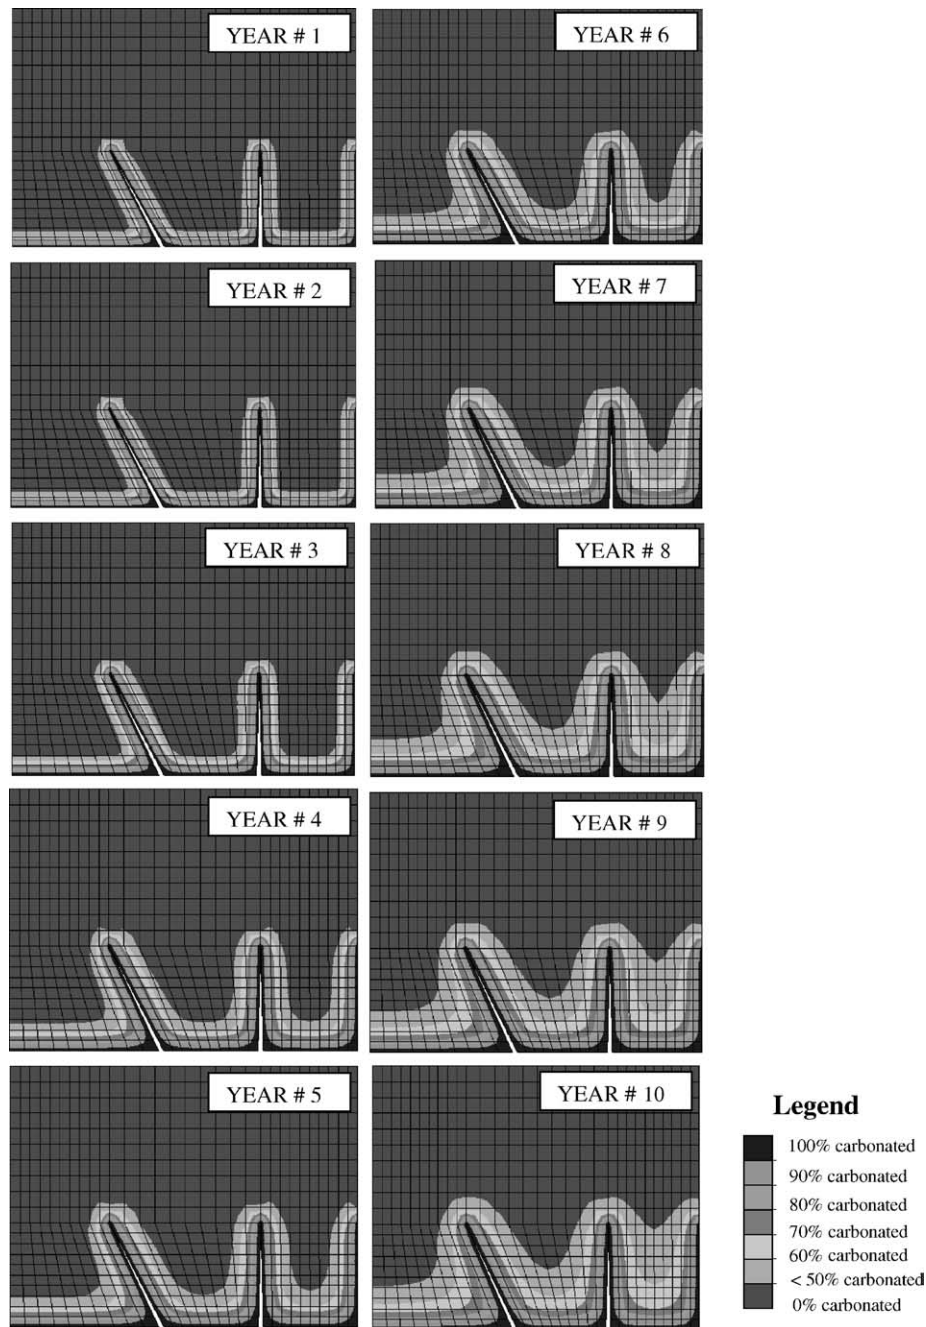 YEAR # 1
YEAR # 6
YEAR # 2
YEAR # 7
YEAR # 3
YEAR # 8
YEAR # 4
YEAR # 9
YEAR # 5
YEAR # 10
Legend
100% carbonated
90% carbonated
80% carbonated
70% carbonated
60% carbonated
< 50% carbonated
0% carbonated